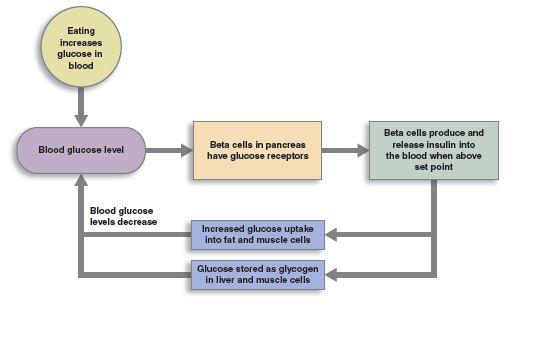 Eating
increases
glucose in
blood
Blood glucose level
Beta cells in pancreas
have glucose receptors
Beta cells produce and
release insulin into
the blood when above
set point
Blood glucose
levels decrease
Increased glucose uptake
into fat and muscle cells
Glucose stored as glycogen
in liver and muscle cells